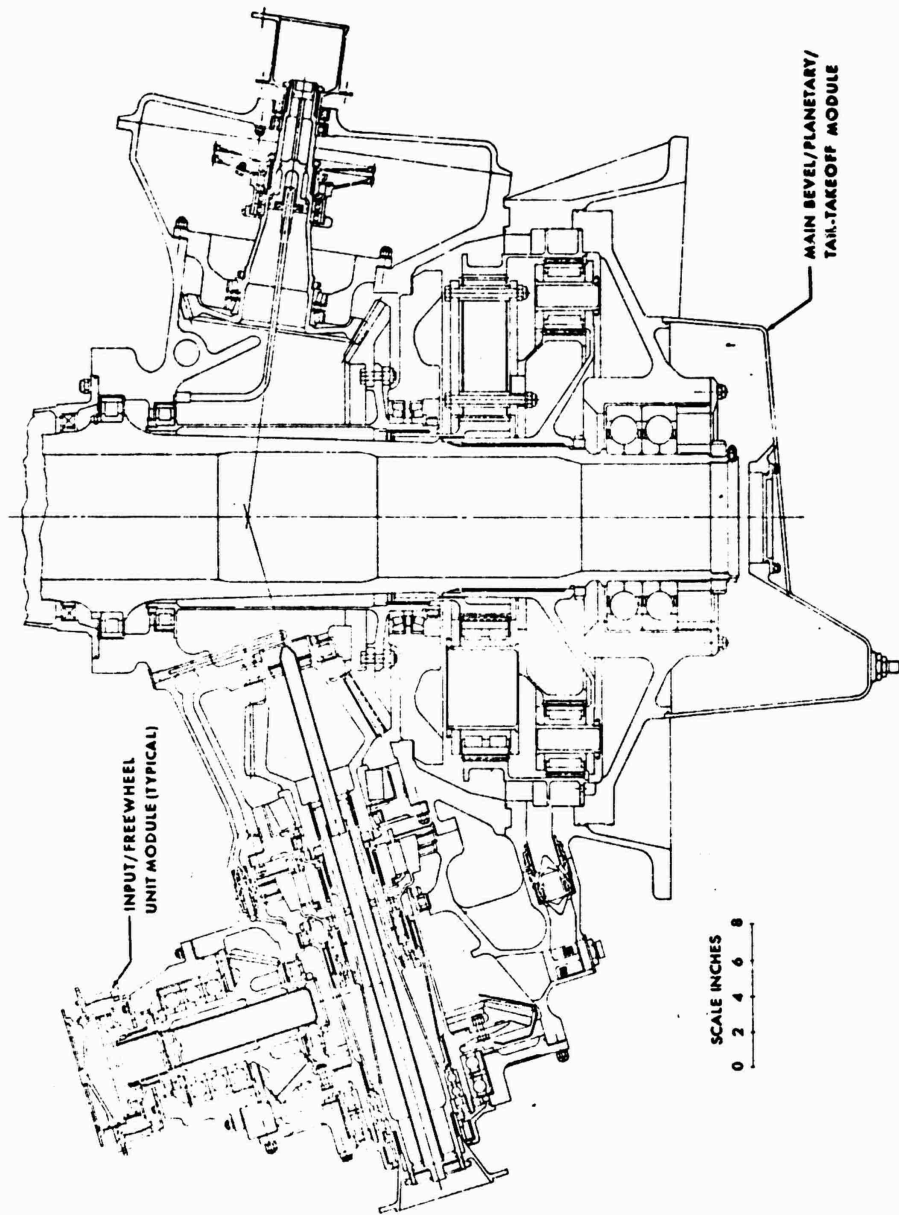 INPUT/FREEWHEEL
UNIT MODULE (TYPICAL)
MAIN BEVEL/PLANETARY/
TAIL-TAKEOFF MODULE
SCALE INCHES
0 2 4 6 8